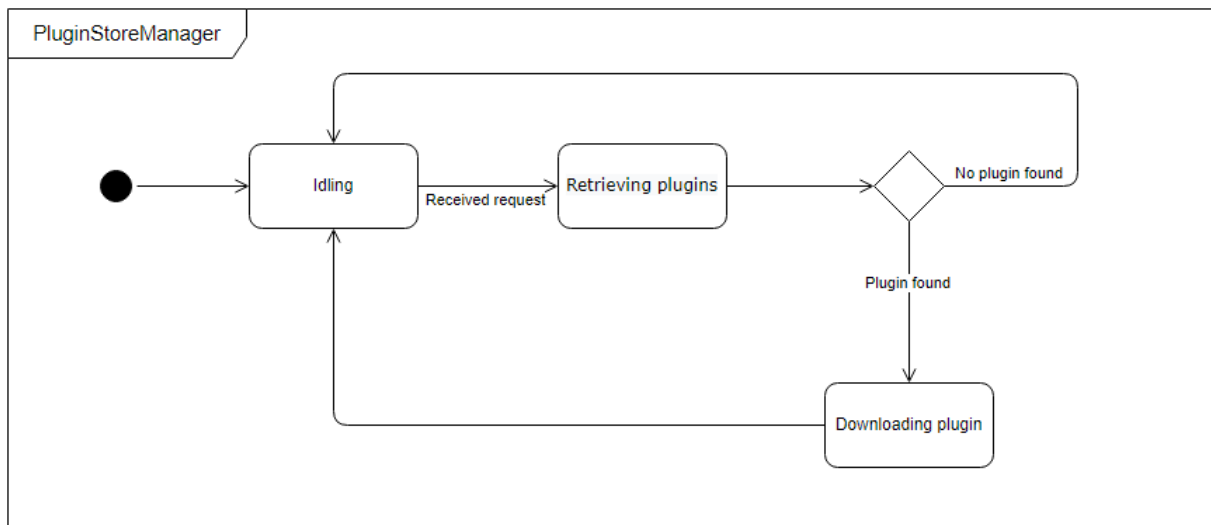 PluginStoreManager
Idling
Received request
Retrieving plugins
No plugin found
Plugin found
Downloading plugin